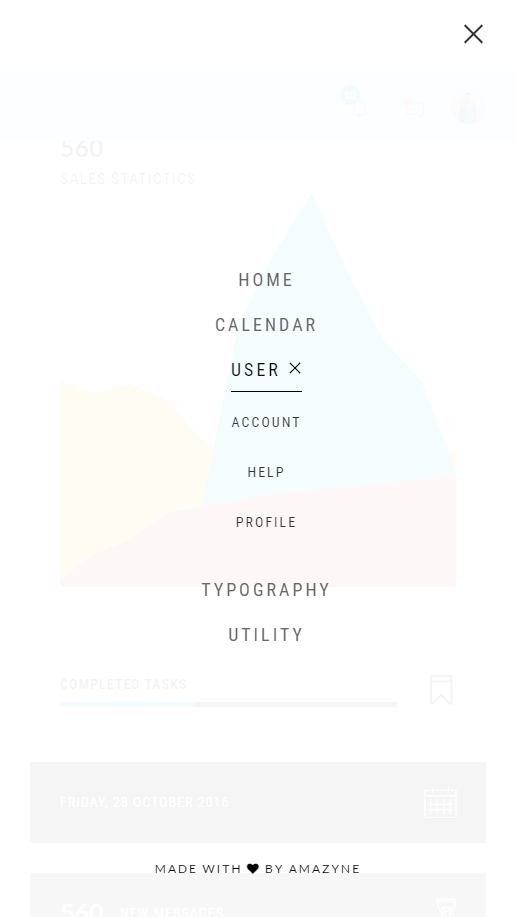 560
SALES STATICTICS
HOME
CALENDAR
USER
ACCOUNT
HELP
PROFILE
TYPOGRAPHY
UTILITY
COMPLETED TASKS
FRIDAY, 28 OCTOBER 2016
MADE WITH ♥ BY AMAZYNE
560 NEW MESSAGES